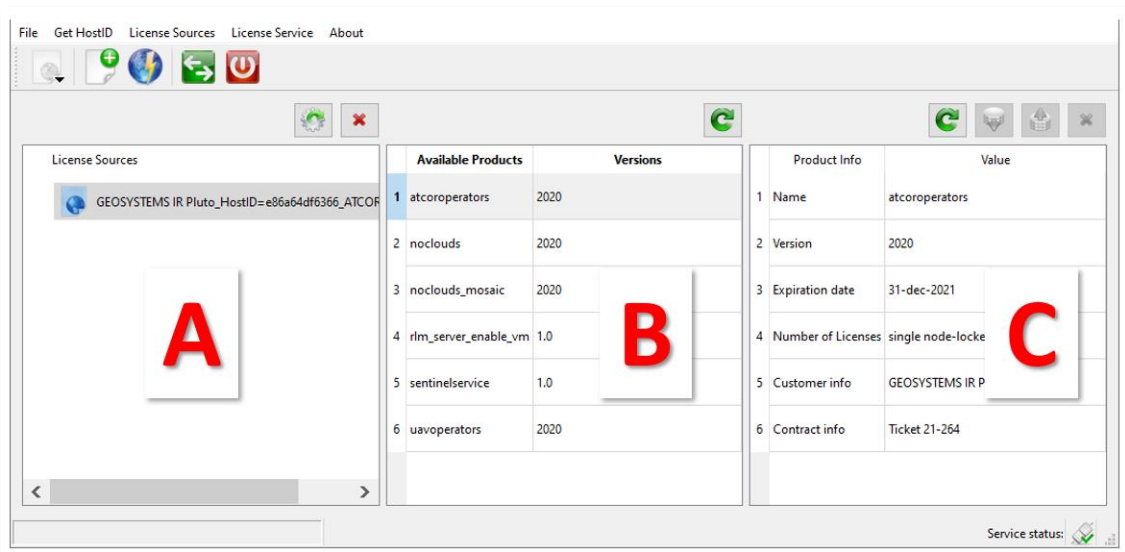 File Get HostID License Sources License Service About
License Sources
GEOSYSTEMS IR Pluto_HostID=e86a64df6366_ATCOR
A
Available Products Versions
1 atcoroperators 2020
2 noclouds 2020
3 noclouds_mosaic 2020
4 rlm_server_enable_vm 1.0
5 sentinelservice 1.0
6 uavoperators 2020
B
Product Info Value
1 Name atcoroperators
2 Version 2020
3 Expiration date 31-dec-2021
4 Number of Licenses single node-locke
5 Customer info GEOSYSTEMS IR P
6 Contract info Ticket 21-264
C
Service status: